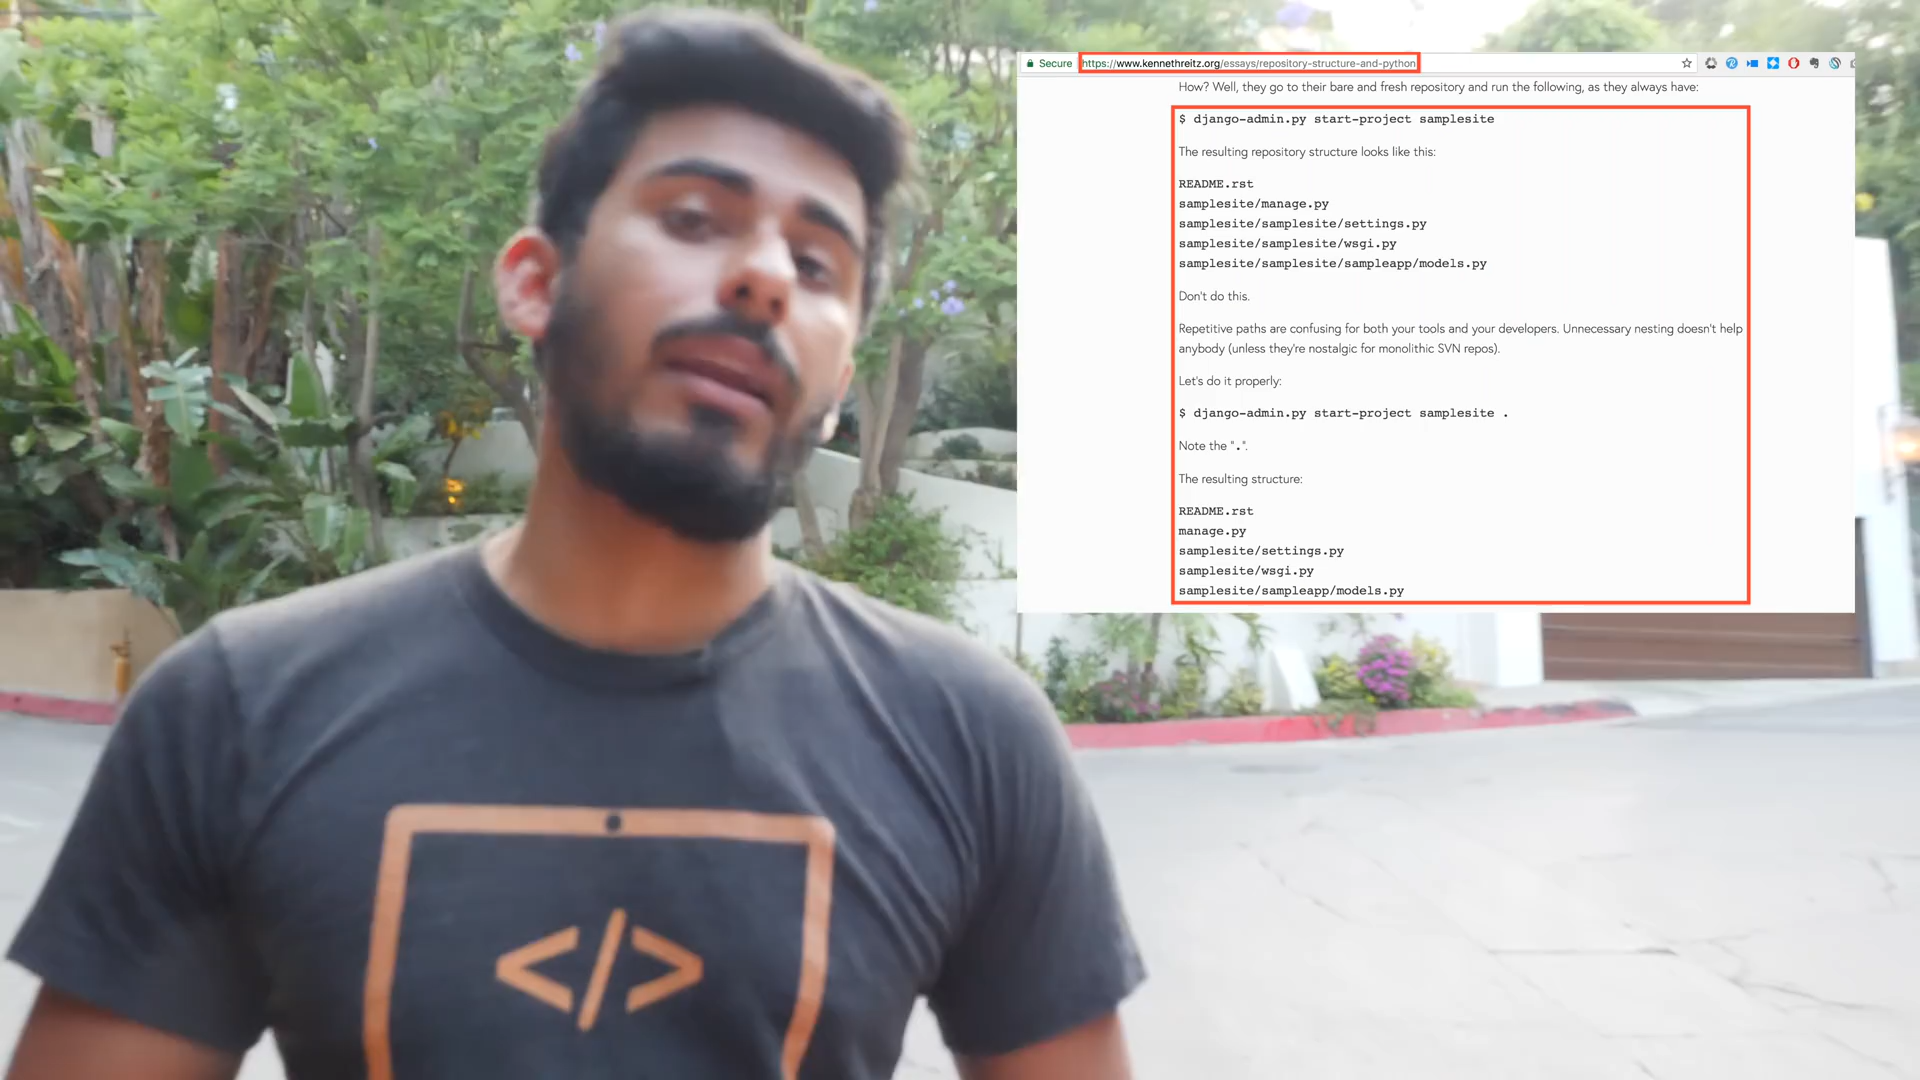 Secure https://www.kennethreitz.org/essays/repository-structure-and-python
How? Well, they go to their bare and fresh repository and run the following, as they always have:
$ django-admin.py start-project samplesite
The resulting repository structure looks like this:
README.rst
samplesite/manage.py
samplesite/samplesite/settings.py
samplesite/samplesite/wsgi.py
samplesite/samplesite/sampleapp/models.py
Don't do this.
Repetitive paths are confusing for both your tools and your developers. Unnecessary nesting doesn't help
anybody (unless they're nostalgic for monolithic SVN repos).
Let's do it properly:
$ django-admin.py start-project samplesite .
Note the ".".
The resulting structure:
README.rst
manage.py
samplesite/settings.py
samplesite/wsgi.py
samplesite/sampleapp/models.py
</>